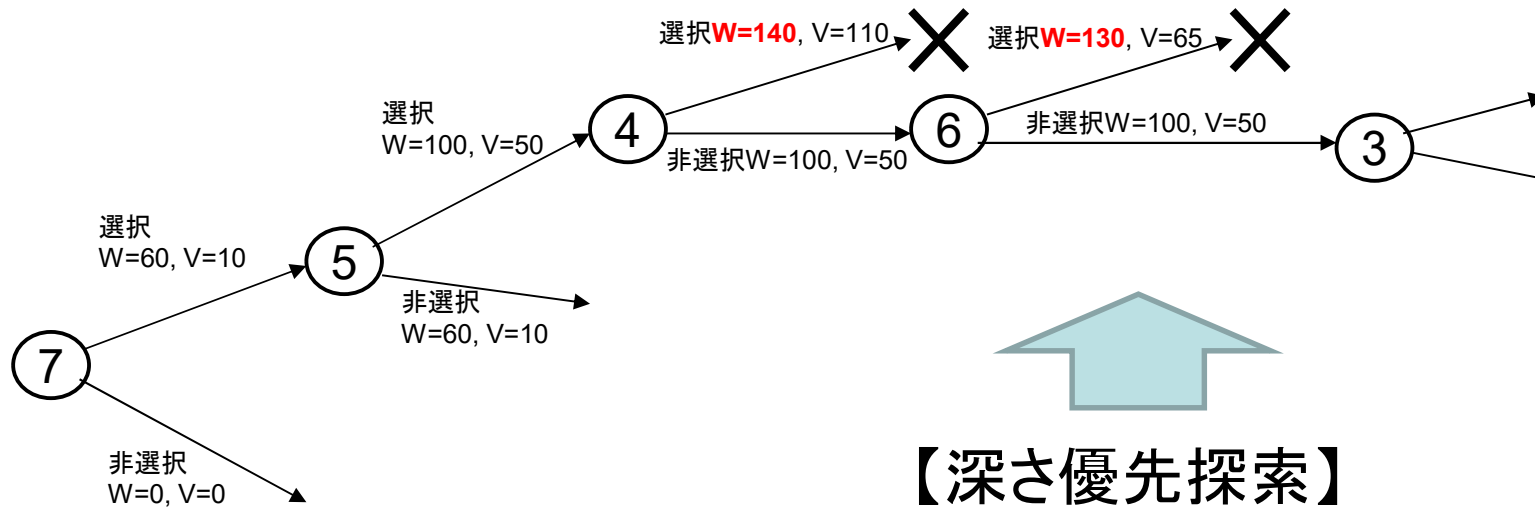 選択W=140, V=110
選択W=130, V=65
選択
W=100, V=50
4
非選択W=100, V=50
6
非選択W=100, V=50
3
選択
W=60, V=10
5
非選択
W=60, V=10
7
非選択
W=0, V=0
【深さ優先探索】